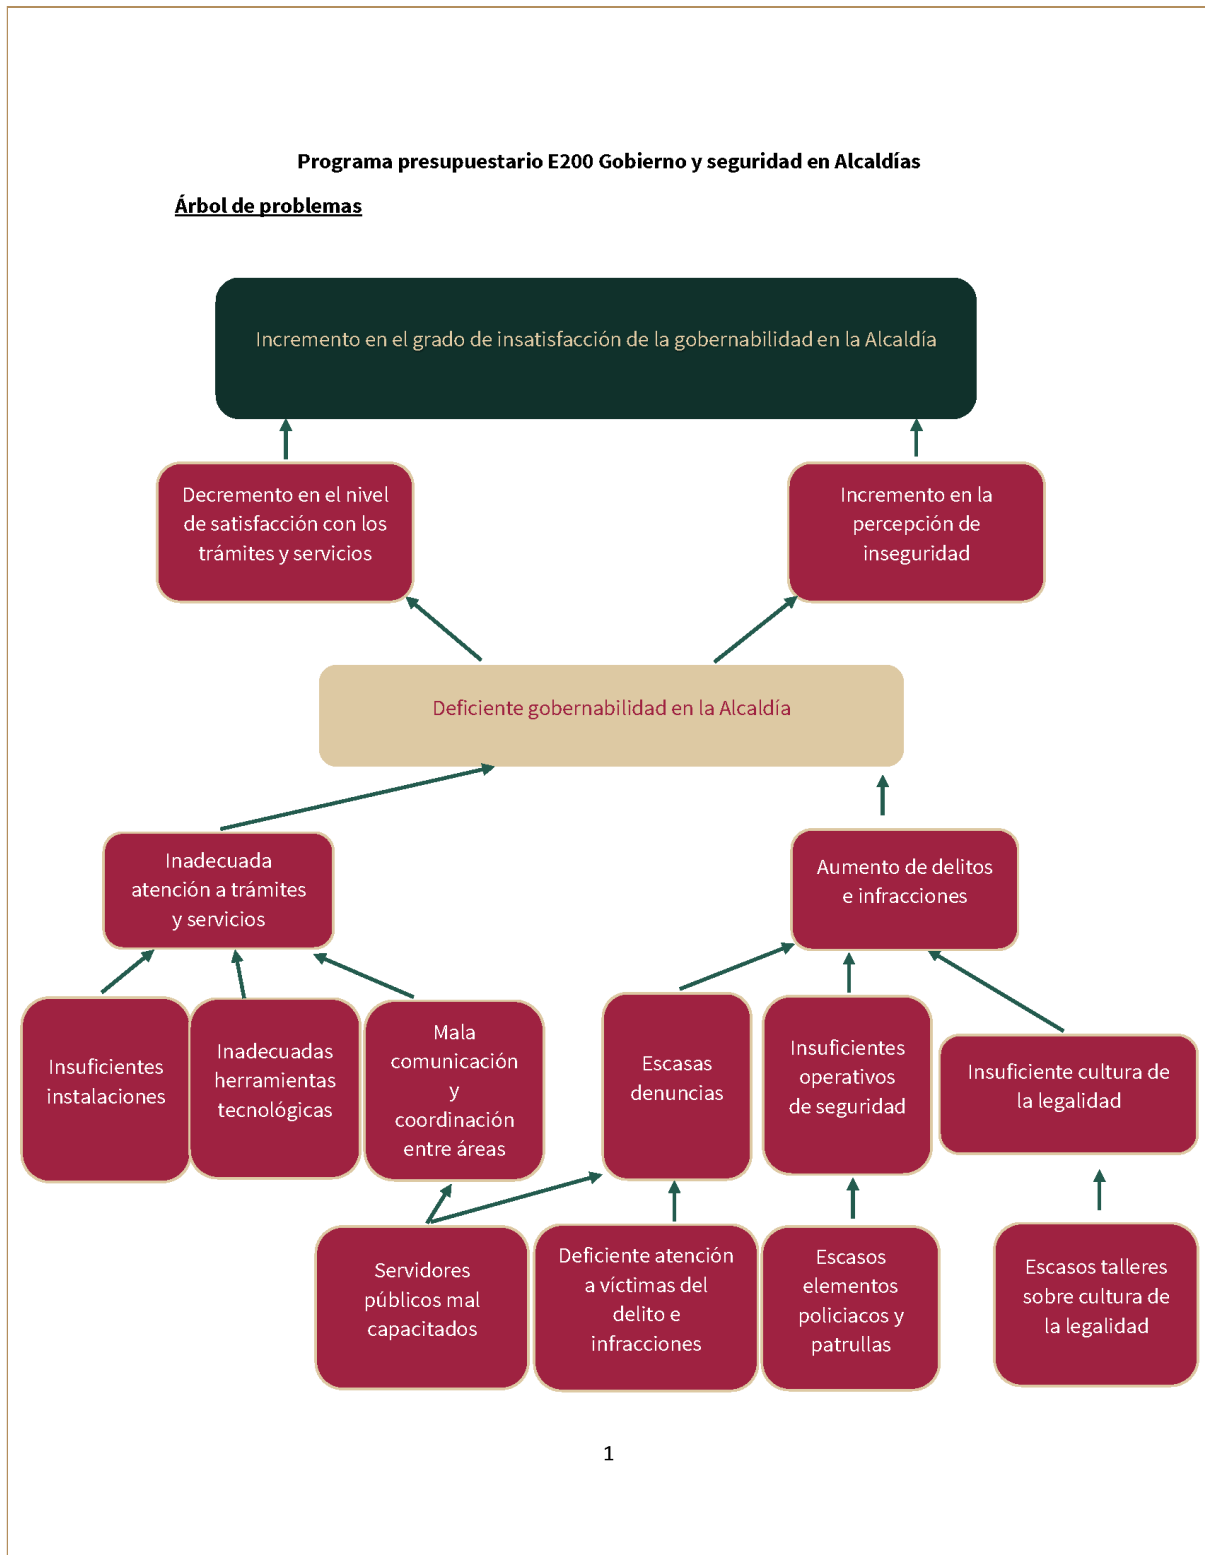 Programa presupuestario E200 Gobierno y seguridad en Alcaldías
Árbol de problemas
Incremento en el grado de insatisfacción de la gobernabilidad en la Alcaldía
Decremento en el nivel
de satisfacción con los
trámites y servicios
Incremento en la
percepción de
inseguridad
Deficiente gobernabilidad en la Alcaldía
Inadecuada
atención a trámites
y servicios
Aumento de delitos
e infracciones
Insuficientes
instalaciones
Inadecuadas
herramientas
tecnológicas
Mala
comunicación
y
coordinación
entre áreas
Escasas
denuncias
Insuficientes
operativos
de seguridad
Insuficiente cultura de
la legalidad
Servidores
públicos mal
capacitados
Deficiente atención
a víctimas del
delito e
infracciones
Escasos
elementos
policiacos y
patrullas
Escasos talleres
sobre cultura de
la legalidad
1